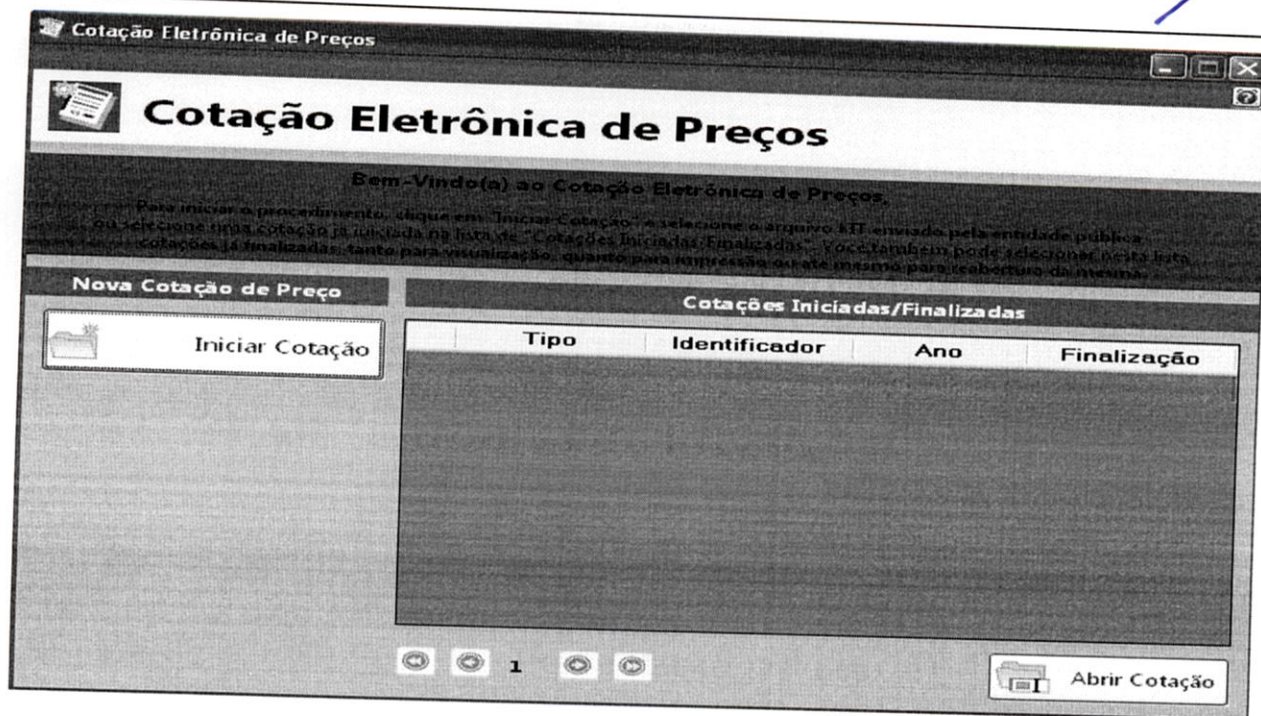 Cotação Eletrônica de Preços
Cotação Eletrônica de Preços
Bem-Vindo(a) ao Cotação Eletrônica de Preços.
Para iniciar o procedimento, clique em "Iniciar Cotação" e selecione o arquivo KIT enviado pela entidade pública
ou selecione uma cotação já iniciada na lista de "Cotações Iniciadas/Finalizadas". Você também pode selecionar nesta lista
cotações já finalizadas, tanto para visualização, quanto para impressão ou até mesmo para reabertura da mesma.
Nova Cotação de Preço
Cotações Iniciadas/Finalizadas
Iniciar Cotação
Tipo Identificador Ano Finalização
1
Abrir Cotação